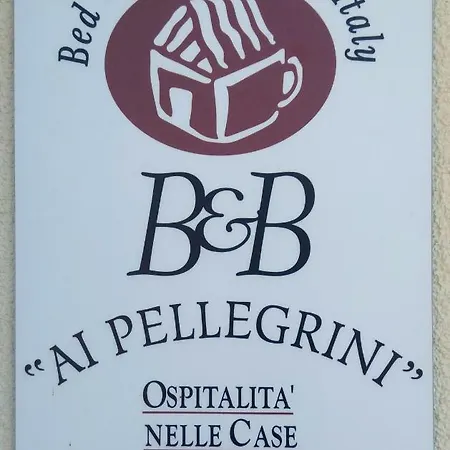 Bed
Italy
B&B
"AI PELLEGRINI"
OSPITALITA'
NELLE CASE